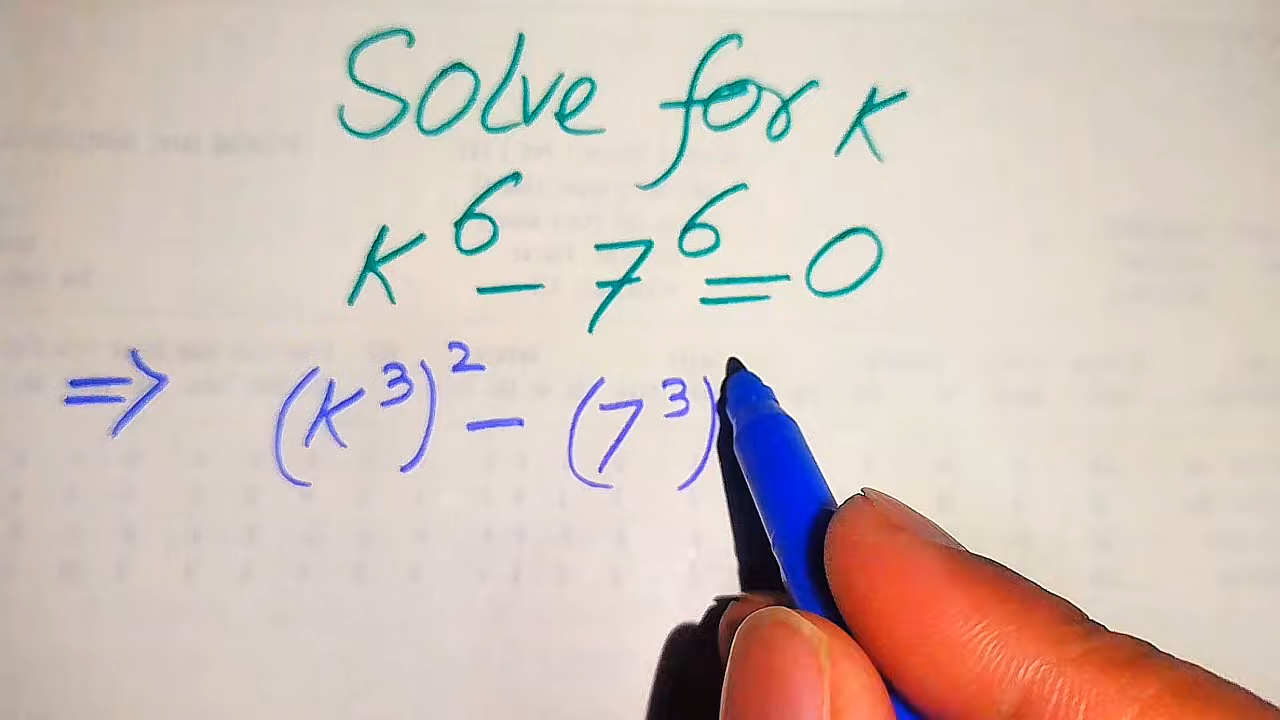 Solve for K
K⁶ - 7⁶ = 0
=> (K³)² - (7³)